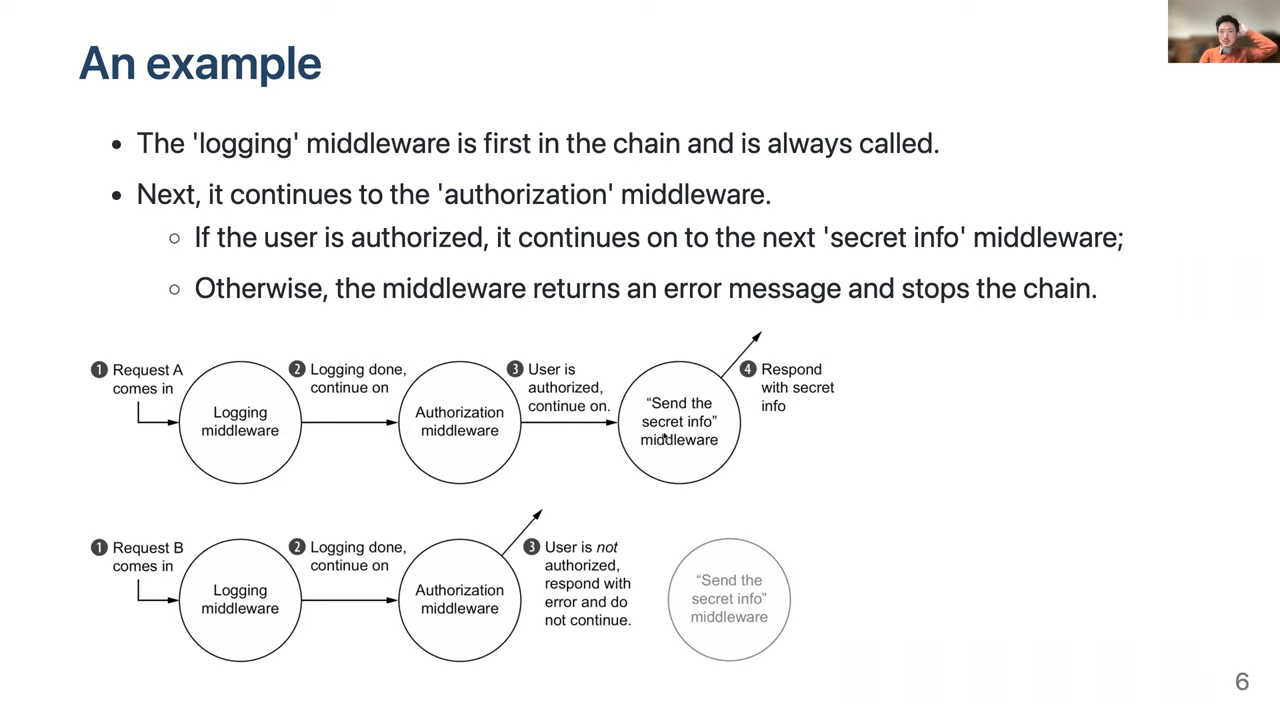 An example
• The 'logging' middleware is first in the chain and is always called.
• Next, it continues to the 'authorization' middleware.
○ If the user is authorized, it continues on to the next 'secret info' middleware;
○ Otherwise, the middleware returns an error message and stops the chain.
1 Request A
comes in
Logging
middleware
2 Logging done,
continue on
Authorization
middleware
3 User is
authorized,
continue on.
“Send the
secret info”
middleware
4 Respond
with secret
info
1 Request B
comes in
Logging
middleware
2 Logging done,
continue on
Authorization
middleware
3 User is not
authorized,
respond with
error and do
not continue.
“Send the
secret info”
middleware
6